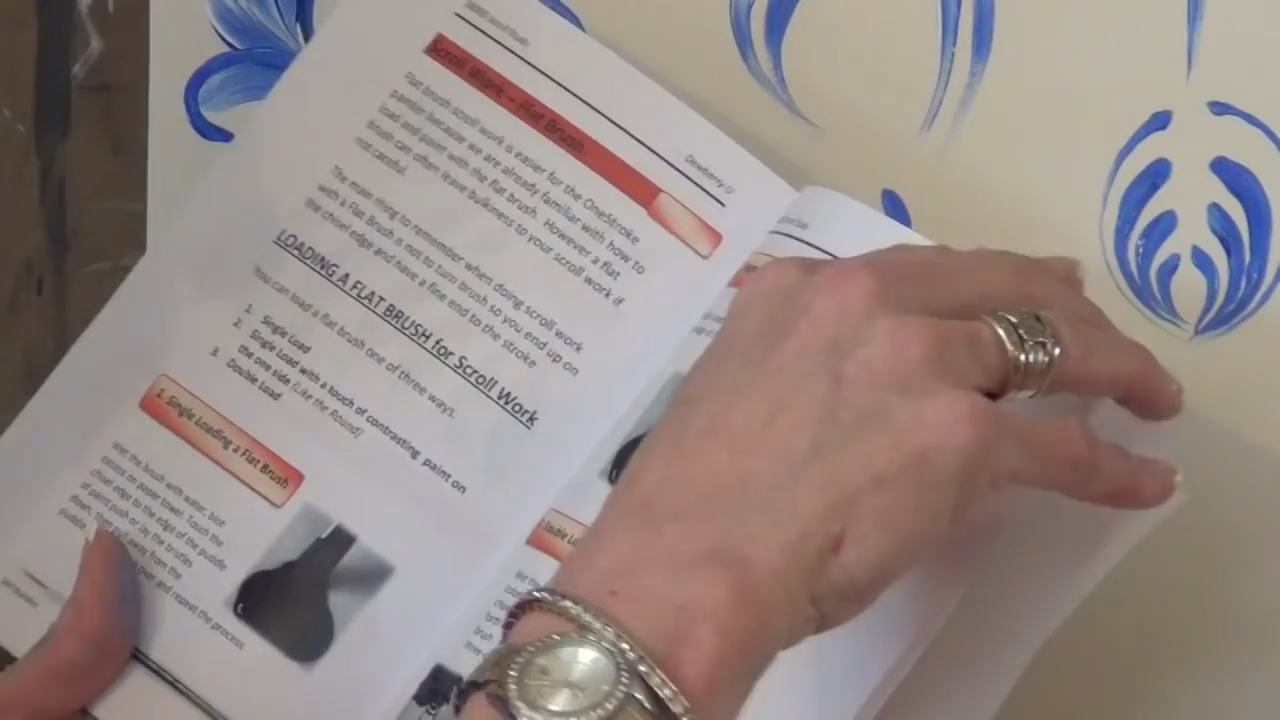 Dewberry
Scroll Work – Flat Brush
Flat brush scroll work is easier for the OneStroke
painter because we are already familiar with how to
load and paint with the flat brush. However a flat
brush can often leave bulkiness to your scroll work if
not careful.
The main thing to remember when doing scroll work
with a Flat Brush is not to turn brush so you end up on
the chisel edge and have a fine end to the stroke
LOADING A FLAT BRUSH for Scroll Work
You can load a flat brush one of three ways.
1. Single Load
2. Single Load with a touch of contrasting paint on
the one side (Like the Round)
3. Double Load
1. Single Loading a Flat Brush
Wet the brush with water, blot
excess on paper towel. Touch the
chisel edge to the edge of the puddle
of paint push or lay the bristles
down, then pull away from the
puddle. over and repeat the process
Double